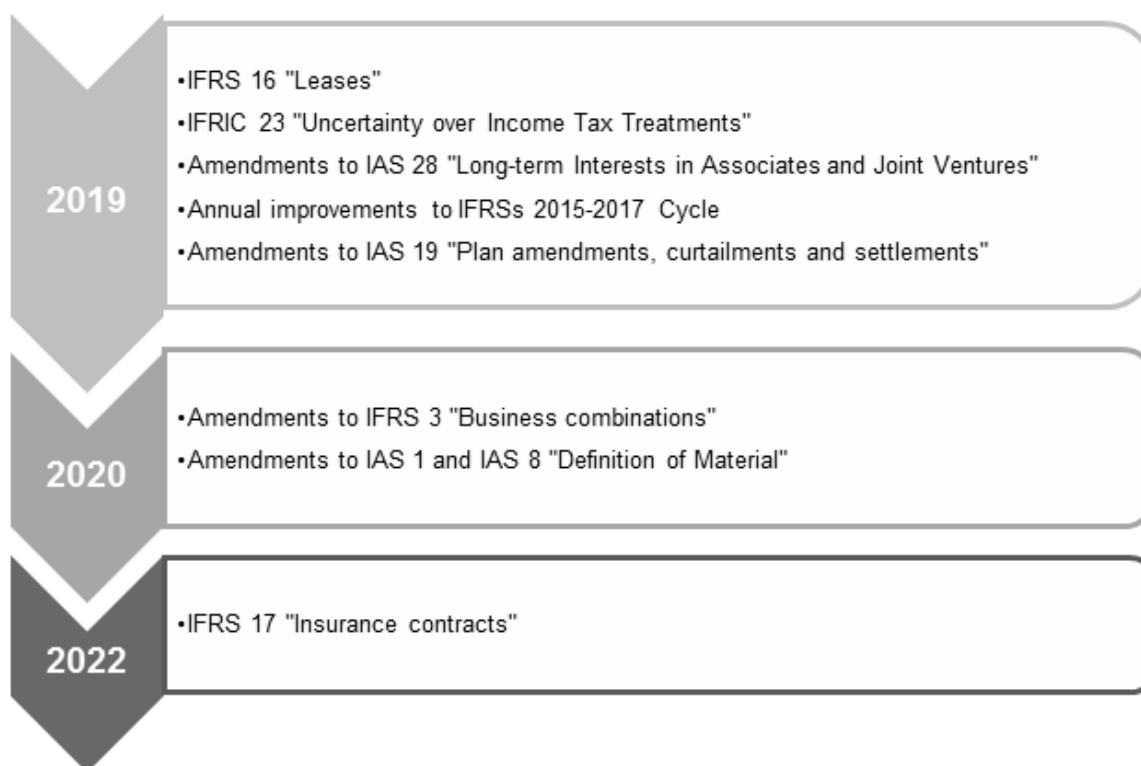 2019
•IFRS 16 "Leases"
•IFRIC 23 "Uncertainty over Income Tax Treatments"
•Amendments to IAS 28 "Long-term Interests in Associates and Joint Ventures"
•Annual improvements to IFRSs 2015-2017 Cycle
•Amendments to IAS 19 "Plan amendments, curtailments and settlements"
2020
•Amendments to IFRS 3 "Business combinations"
•Amendments to IAS 1 and IAS 8 "Definition of Material"
2022
•IFRS 17 "Insurance contracts"